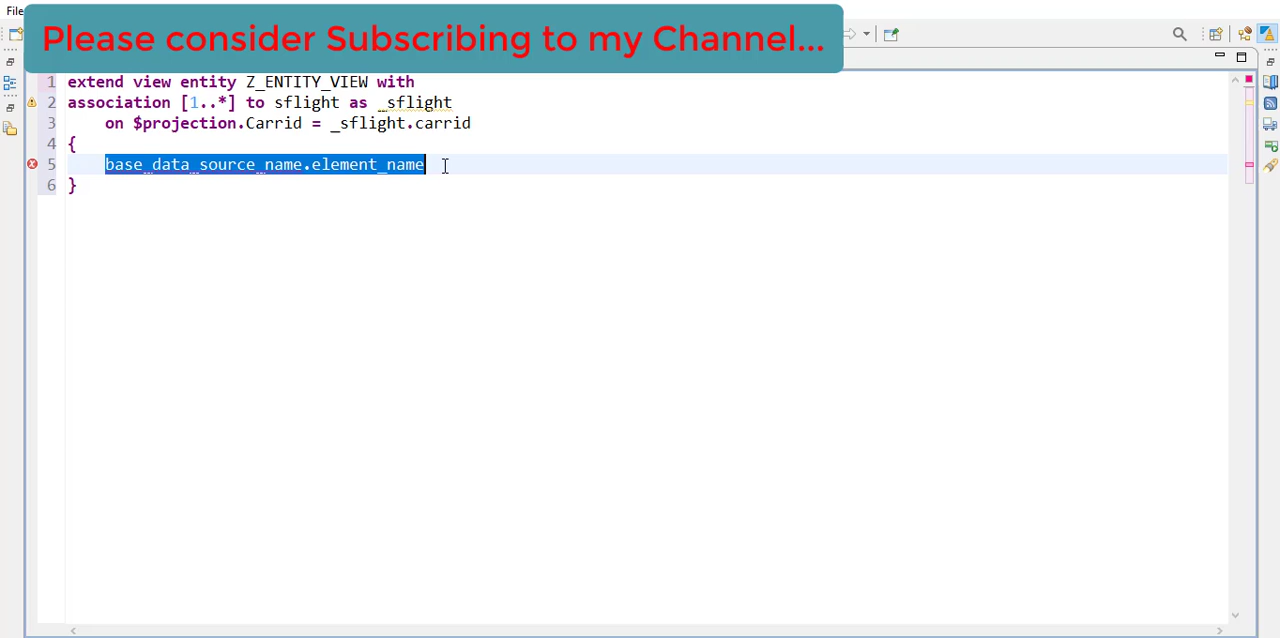 File
Please consider Subscribing to my Channel...
1 extend view entity Z_ENTITY_VIEW with
2 association [1..*] to sflight as _sflight
3 on $projection.Carrid = _sflight.carrid
4 {
5 base_data_source_name.element_name
6 }